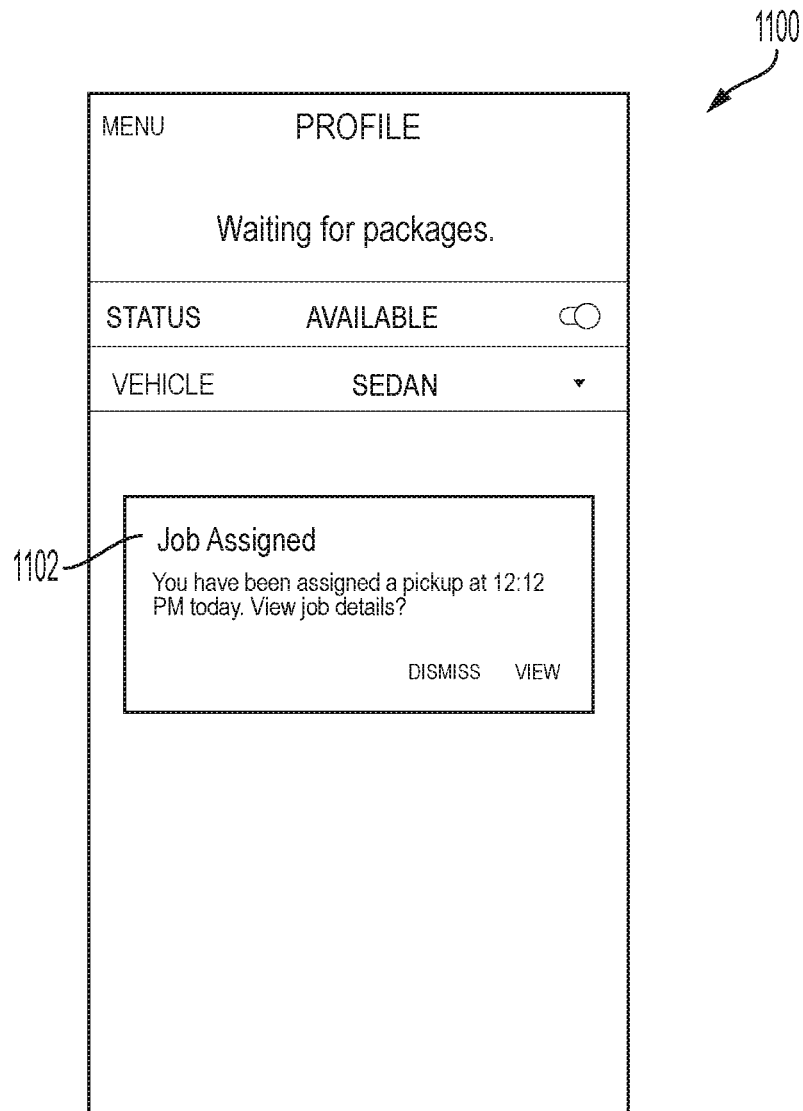 1100
MENU PROFILE
Waiting for packages.
STATUS AVAILABLE
VEHICLE SEDAN
1102
Job Assigned
You have been assigned a pickup at 12:12
PM today. View job details?
DISMISS VIEW